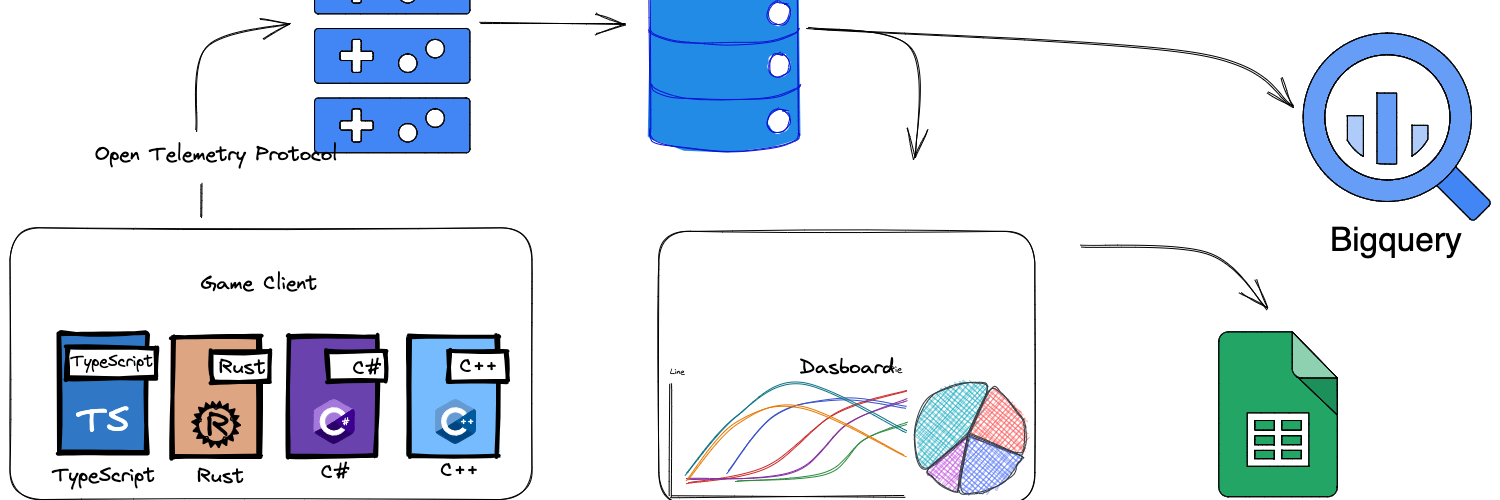 Open Telemetry Protocol
Bigquery
Game Client
TypeScript
Rust
C#
C++
Dasboard
Line
TS
R
C#
C++
TypeScript
Rust
C#
C++